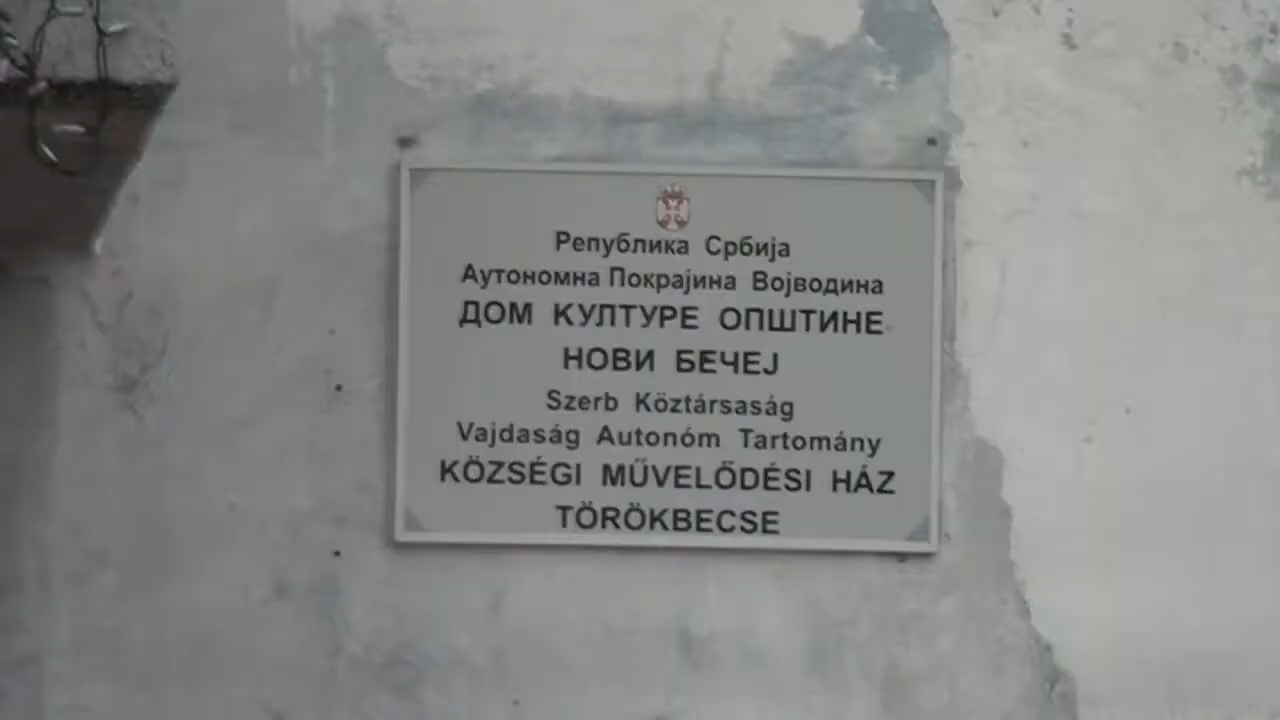 Република Србија
Аутономна Покрајина Војводина
ДОМ КУЛТУРЕ ОПШТИНЕ
НОВИ БЕЧЕЈ
Szerb Köztársaság
Vajdaság Autonóm Tartomány
KÖZSÉGI MŰVELŐDÉSI HÁZ
TÖRÖKBECSE